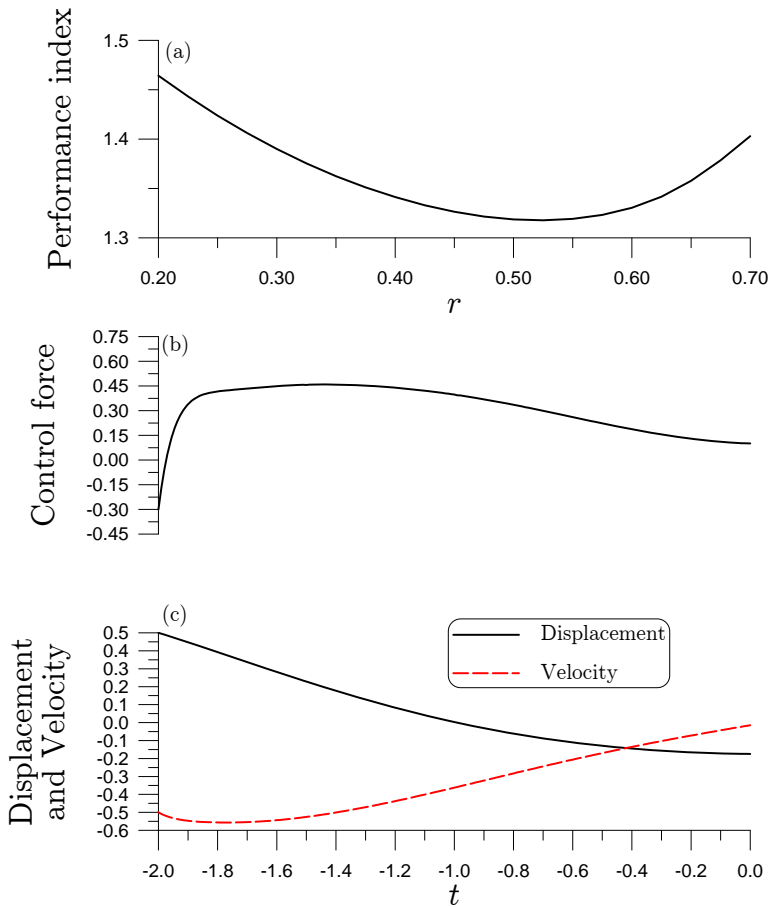 (a)
Performance index
1.5
1.4
1.3
0.20 0.30 0.40 0.50 0.60 0.70
r
(b)
Control force
0.75
0.60
0.45
0.30
0.15
0.00
-0.15
-0.30
-0.45
(c)
Displacement
and Velocity
Displacement
Velocity
0.5
0.4
0.3
0.2
0.1
0.0
-0.1
-0.2
-0.3
-0.4
-0.5
-0.6
-2.0 -1.8 -1.6 -1.4 -1.2 -1.0 -0.8 -0.6 -0.4 -0.2 0.0
t